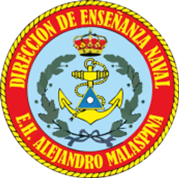 DIRECCIÓN DE ENSEÑANZA NAVAL
E.H. ALEJANDRO MALASPINA